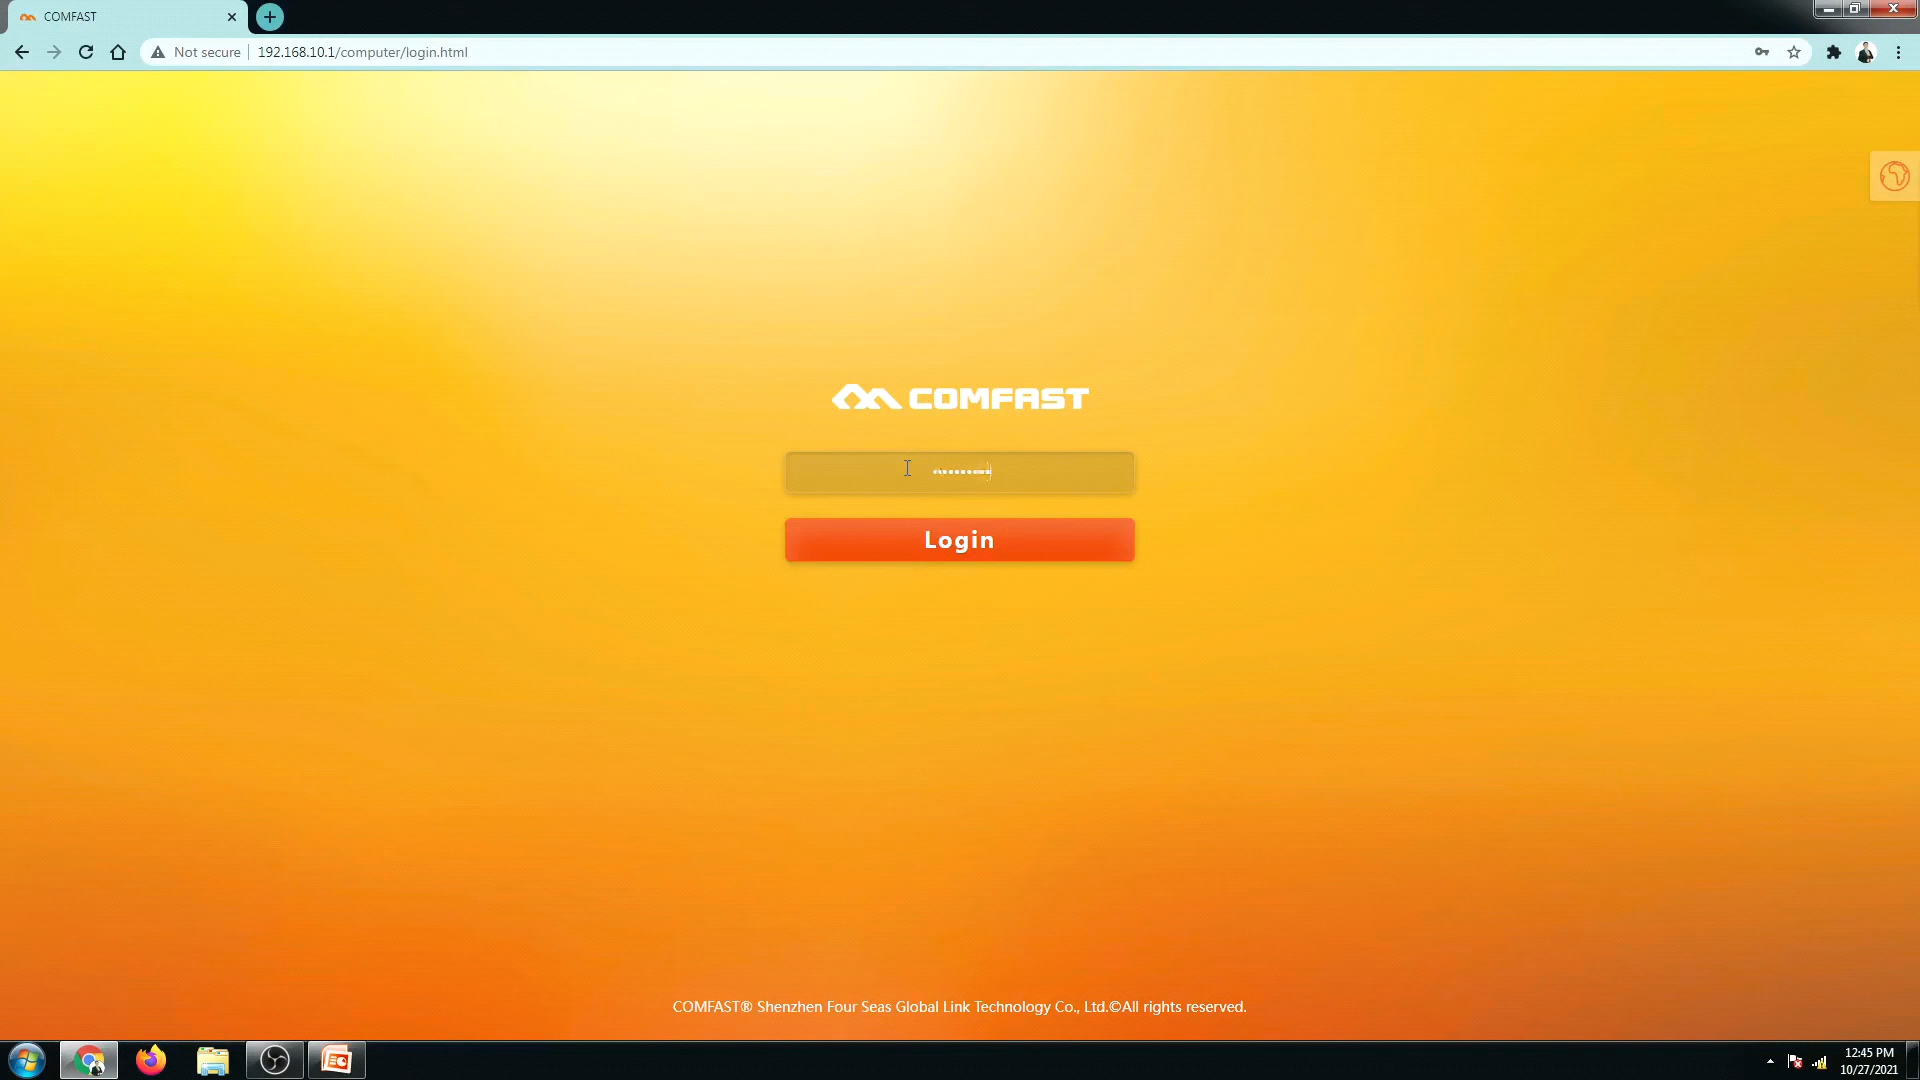 COMFAST
Not secure
192.168.10.1/computer/login.html
COMFAST
Login
COMFAST® Shenzhen Four Seas Global Link Technology Co., Ltd.©All rights reserved.
12:45 PM
10/27/2021